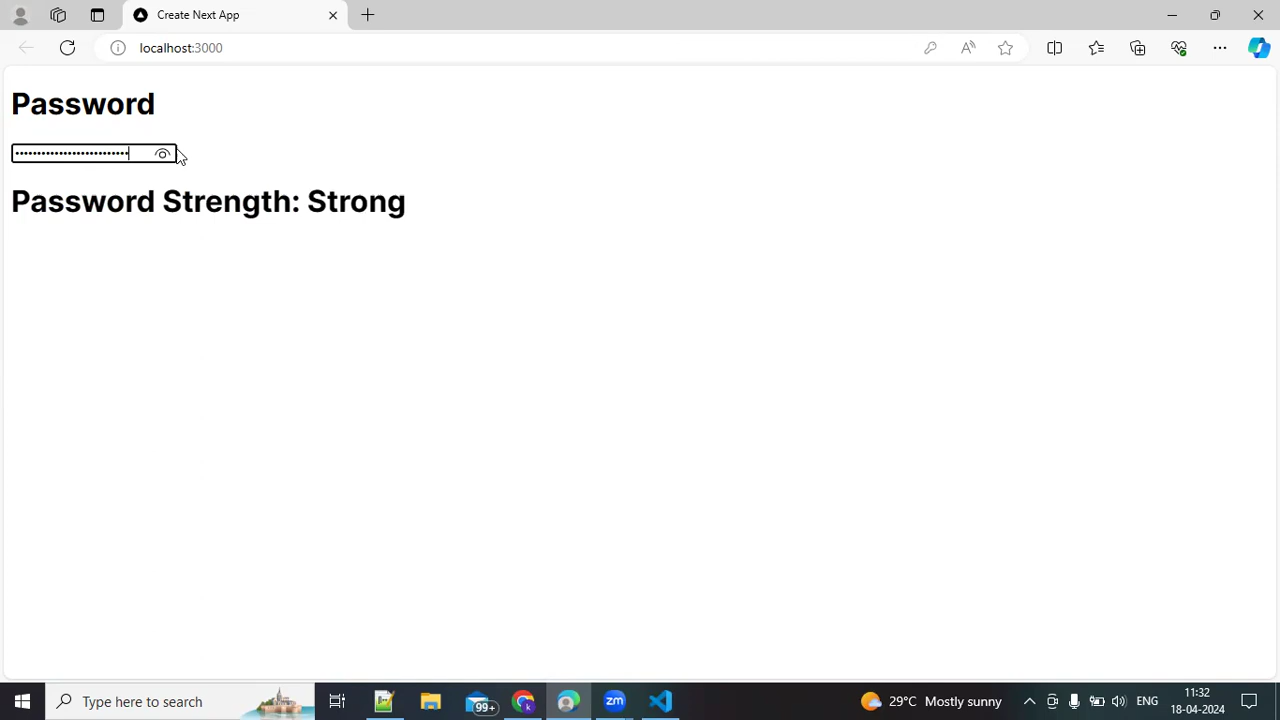 Create Next App
localhost:3000
Password
Password Strength: Strong
Type here to search
99+
zm
29°C Mostly sunny
ENG
11:32
18-04-2024